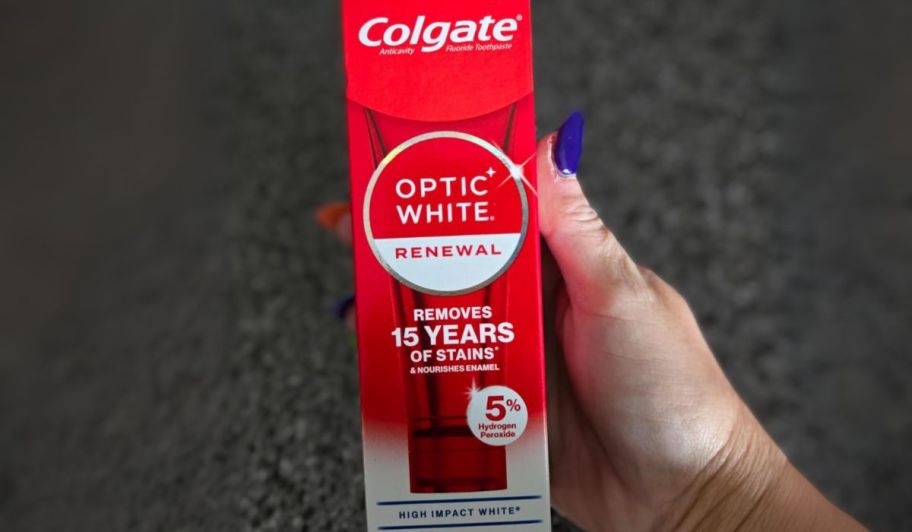 Colgate®
Anticavity Fluoride Toothpaste
OPTIC
WHITE®
RENEWAL
REMOVES
15 YEARS
OF STAINS*
& NOURISHES ENAMEL
5%
Hydrogen
Peroxide
HIGH IMPACT WHITE®